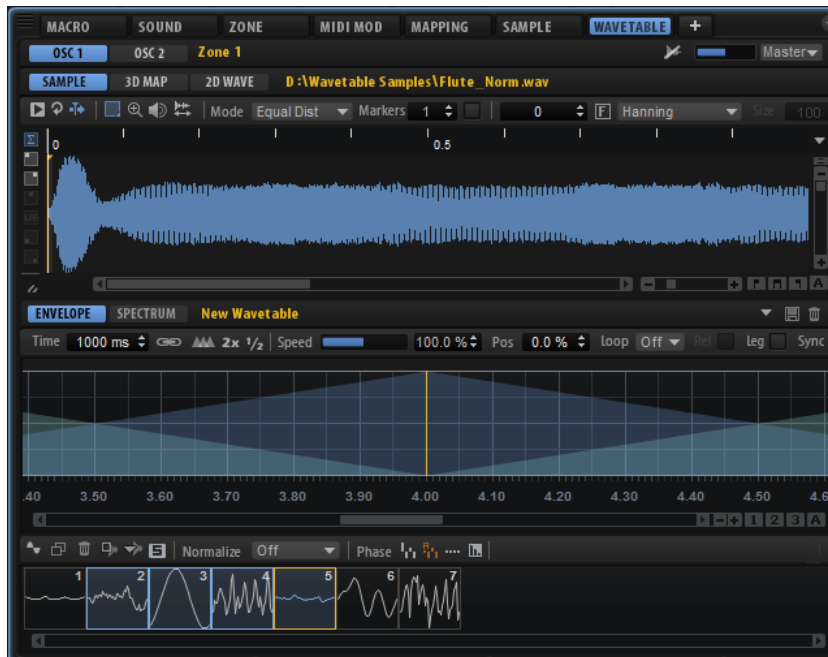 MACRO SOUND ZONE MIDI MOD MAPPING SAMPLE WAVETABLE +
OSC 1 OSC 2 Zone 1 Master
SAMPLE 3D MAP 2D WAVE D:\Wavetable Samples\Flute_Norm.wav
Mode Equal Dist Markers 1 0 F Hanning Size 100
0 0.5
A
ENVELOPE SPECTRUM New Wavetable
Time 1000 ms 2x 1/2 Speed 100.0 % Pos 0.0 % Loop Off Rel Leg Sync
.40 3.50 3.60 3.70 3.80 3.90 4.00 4.10 4.20 4.30 4.40 4.50 4.6
1 2 3 A
S Normalize Off Phase
1 2 3 4 5 6 7